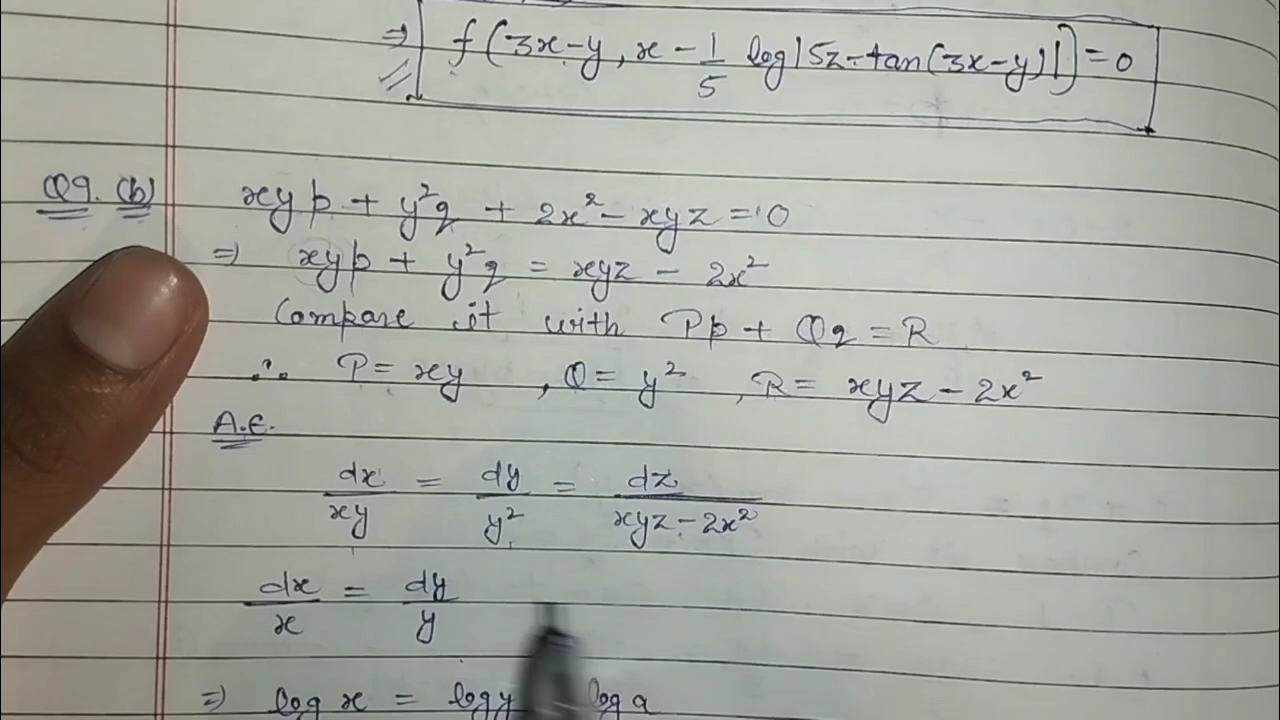 ⇒ f(3x-y, x - 1/5 log|5z-tan(3x-y)|) = 0
Q9. (b) xyp + y²q + 2x² - xyz = 0
⇒ xyp + y²q = xyz - 2x²
Compare it with Pp + Qq = R
∴ P = xy , Q = y² , R = xyz - 2x²
A.E.
dx/xy = dy/y² = dz/xyz - 2x²
dx/x = dy/y
⇒ log x = log y log a